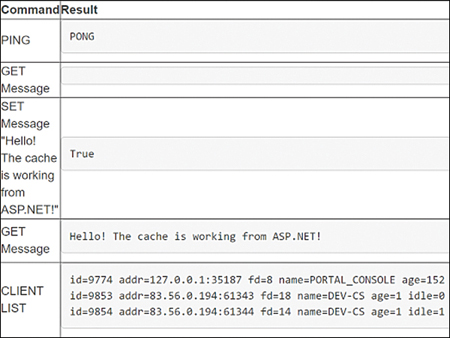 Command Result
PING
PONG
GET
Message
SET
Message
"Hello!
The cache
is working
from
ASP.NET!"
True
GET
Message
Hello! The cache is working from ASP.NET!
CLIENT
LIST
id=9774 addr=127.0.0.1:35187 fd=8 name=PORTAL_CONSOLE age=152
id=9853 addr=83.56.0.194:61343 fd=18 name=DEV-CS age=1 idle=0
id=9854 addr=83.56.0.194:61344 fd=14 name=DEV-CS age=1 idle=1